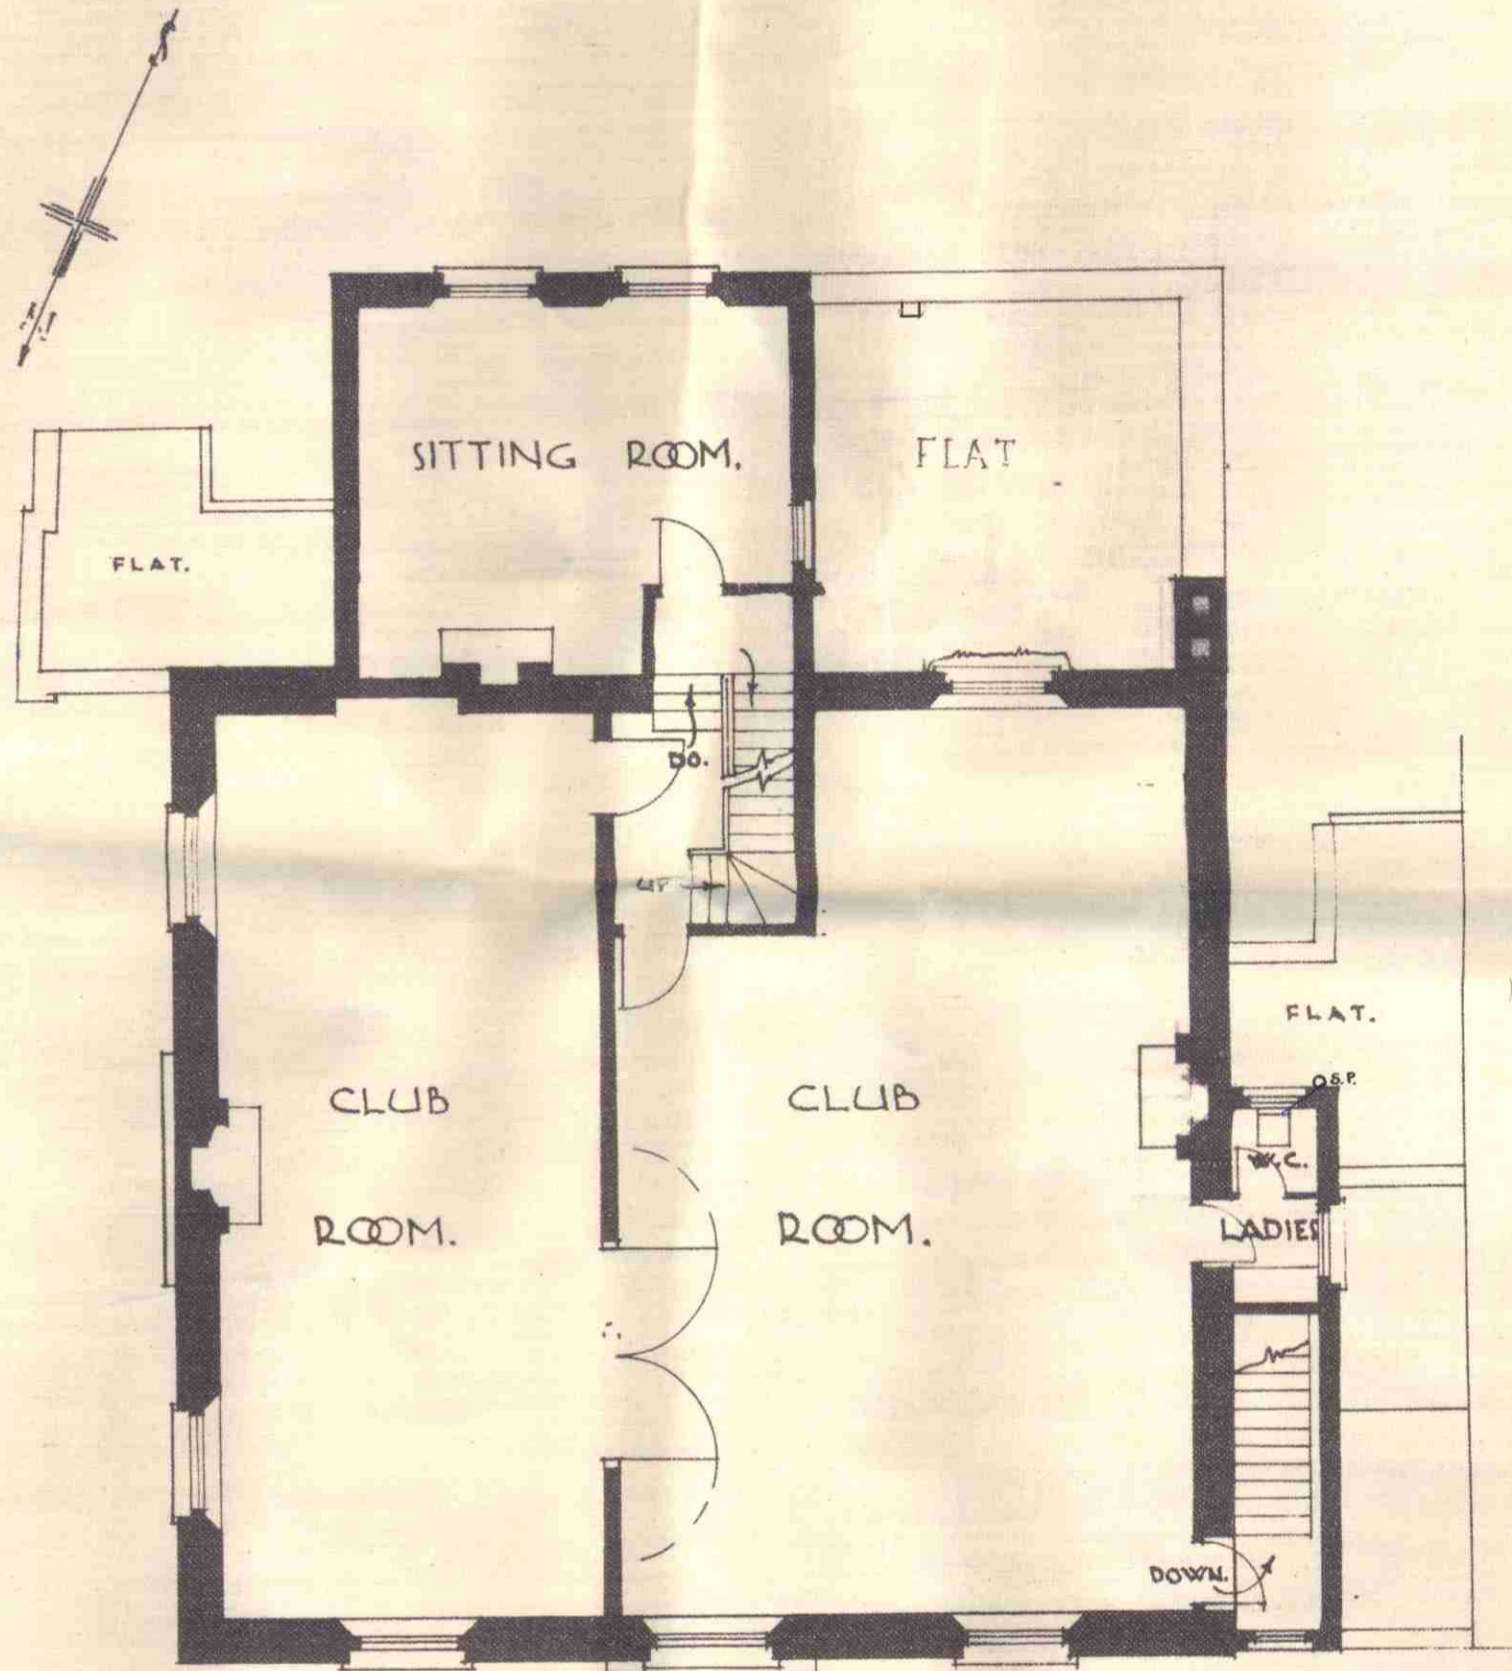 SITTING ROOM.
FLAT
FLAT.
DO.
UP
CLUB
ROOM.
CLUB
ROOM.
FLAT.
S.P.
W.C.
LADIES
DOWN.